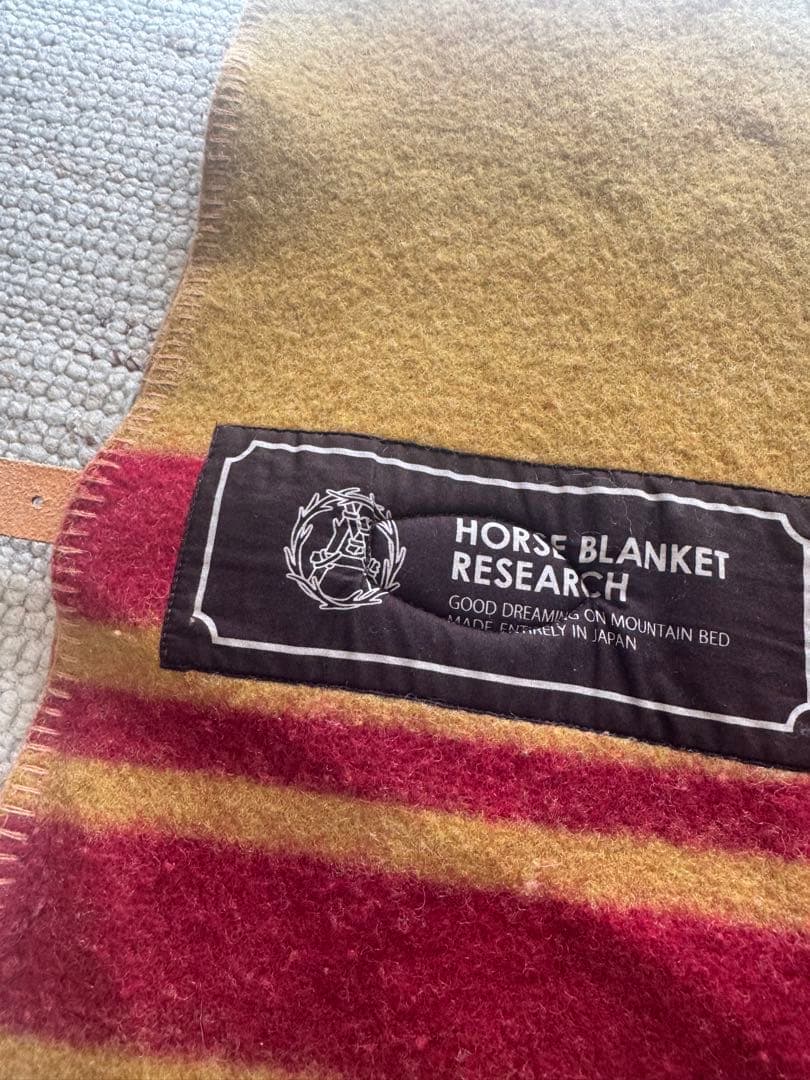 HORSE BLANKET
RESEARCH
GOOD DREAMING ON MOUNTAIN BED
MADE ENTIRELY IN JAPAN